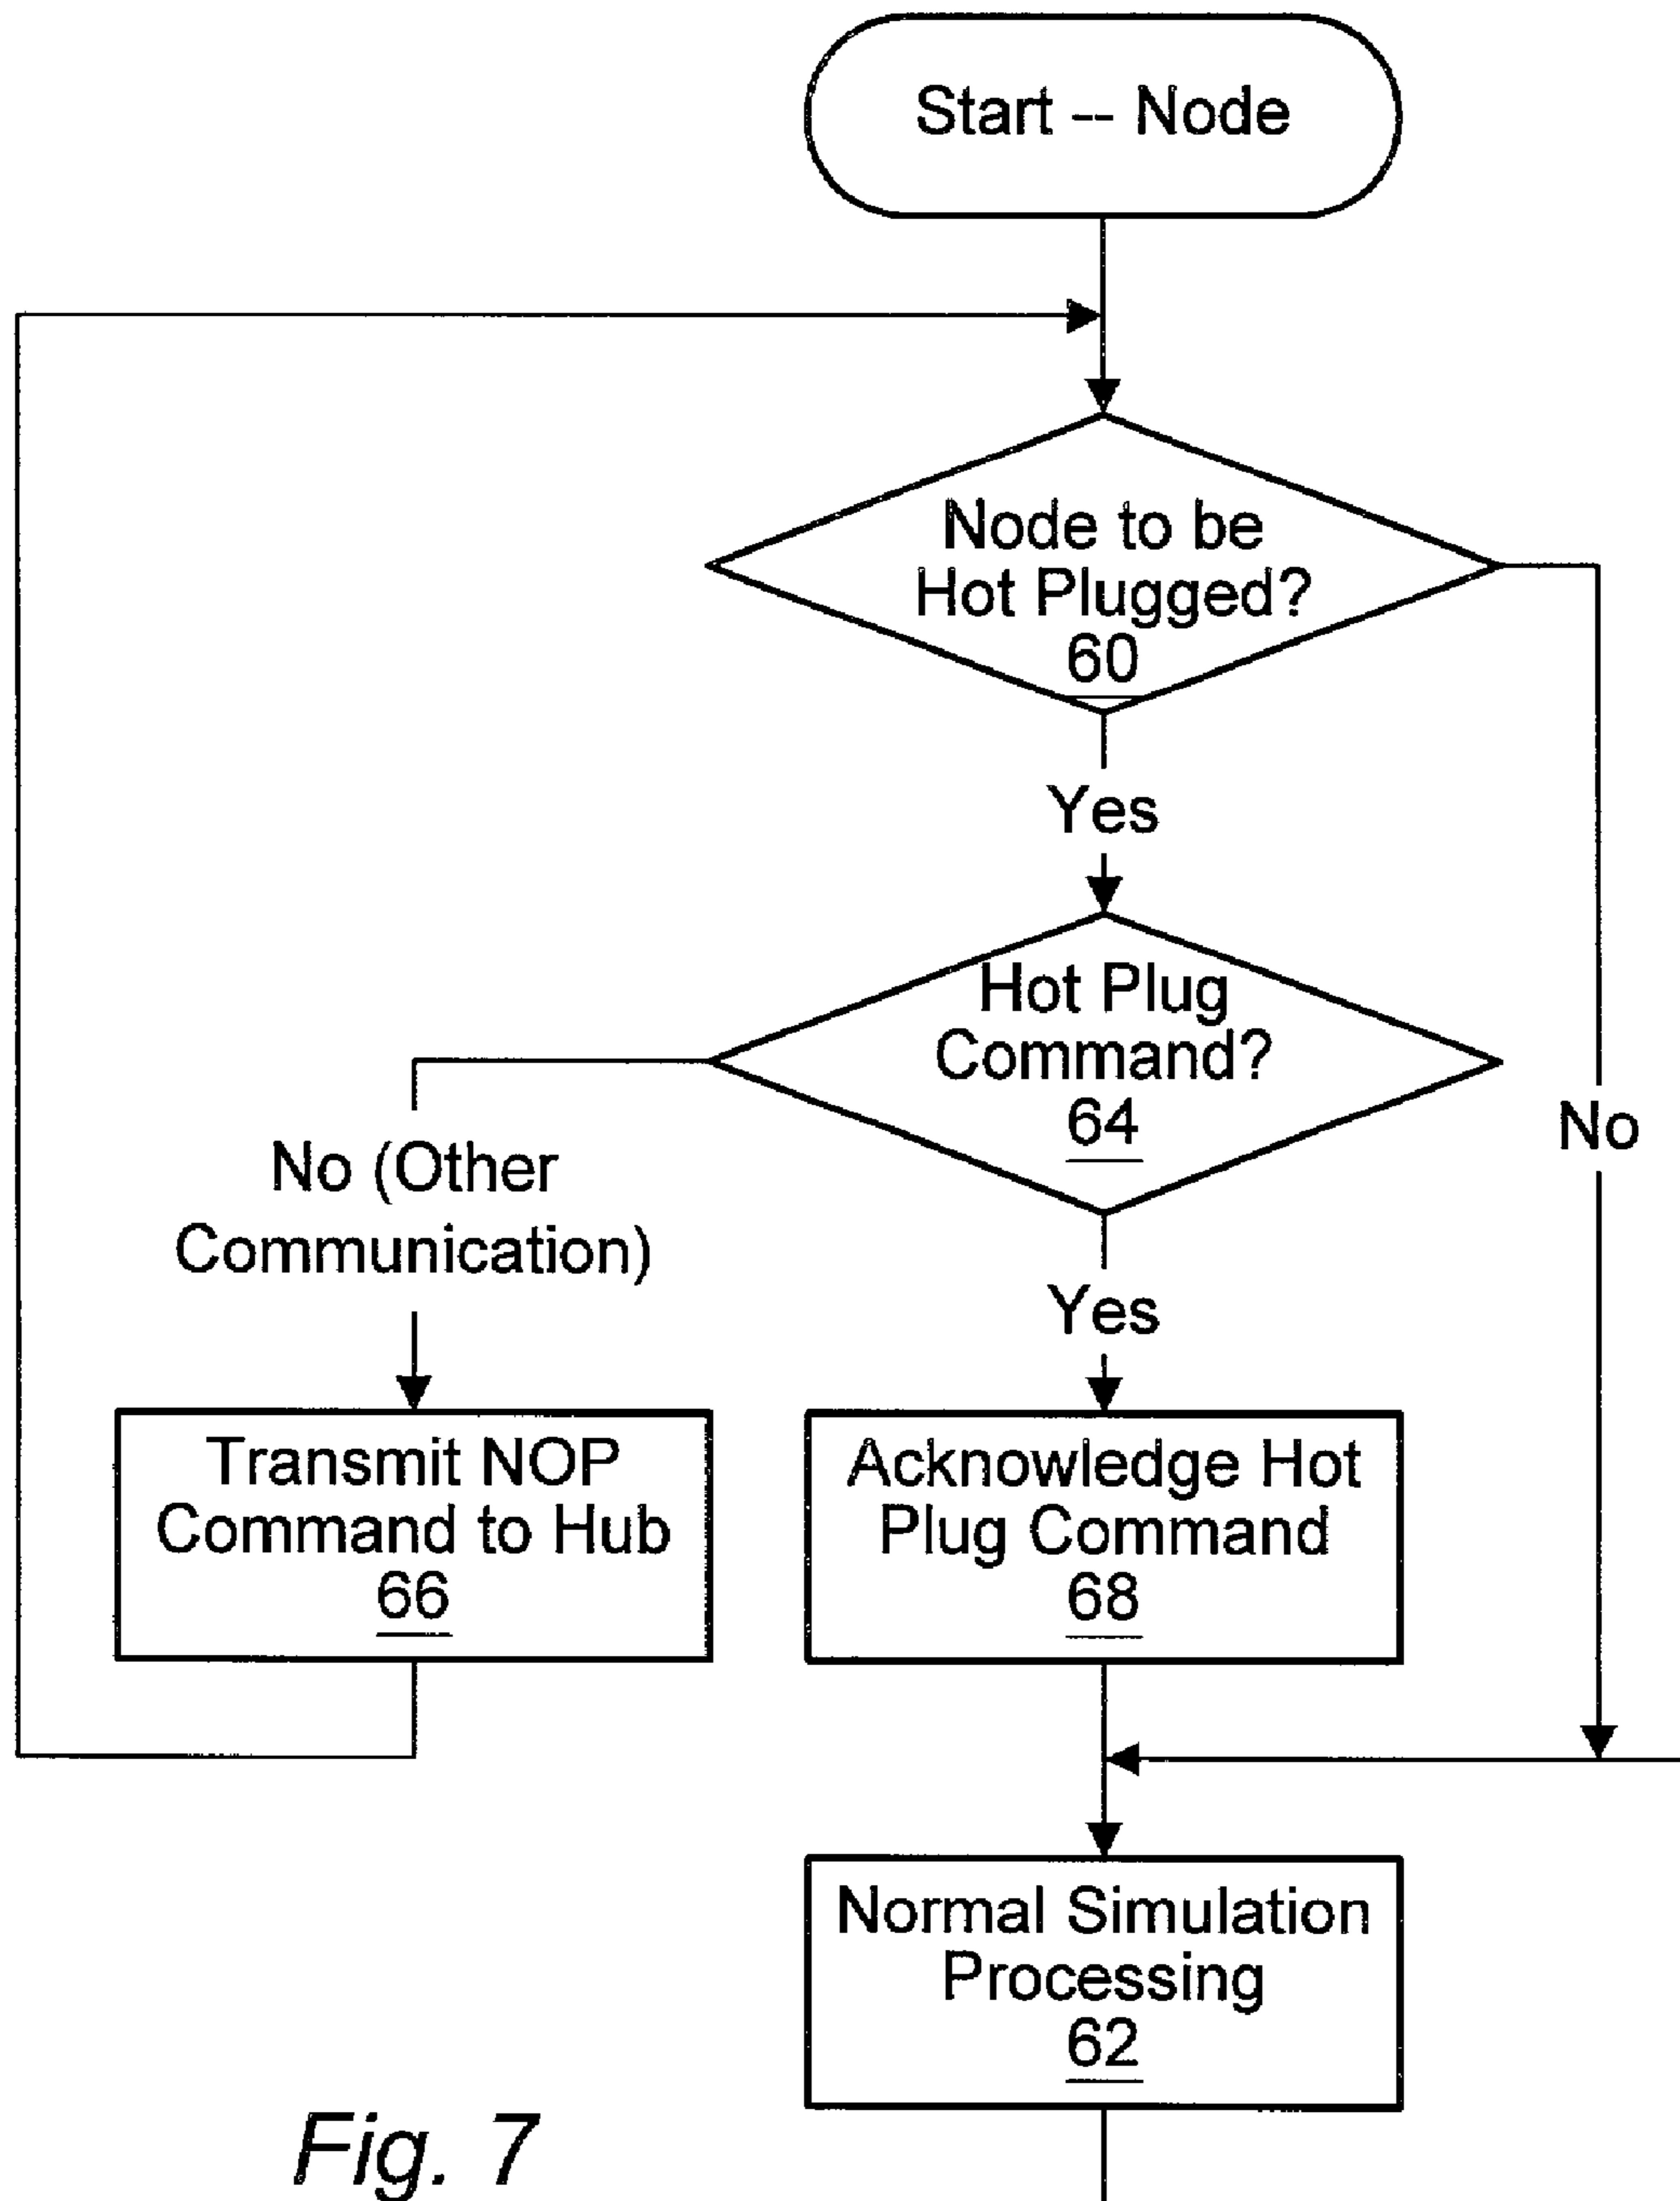 Start -- Node
Node to be
Hot Plugged?
60
Yes
Hot Plug
Command?
64
No
No (Other
Communication)
Yes
Transmit NOP
Command to Hub
66
Acknowledge Hot
Plug Command
68
Normal Simulation
Processing
62
Fig. 7